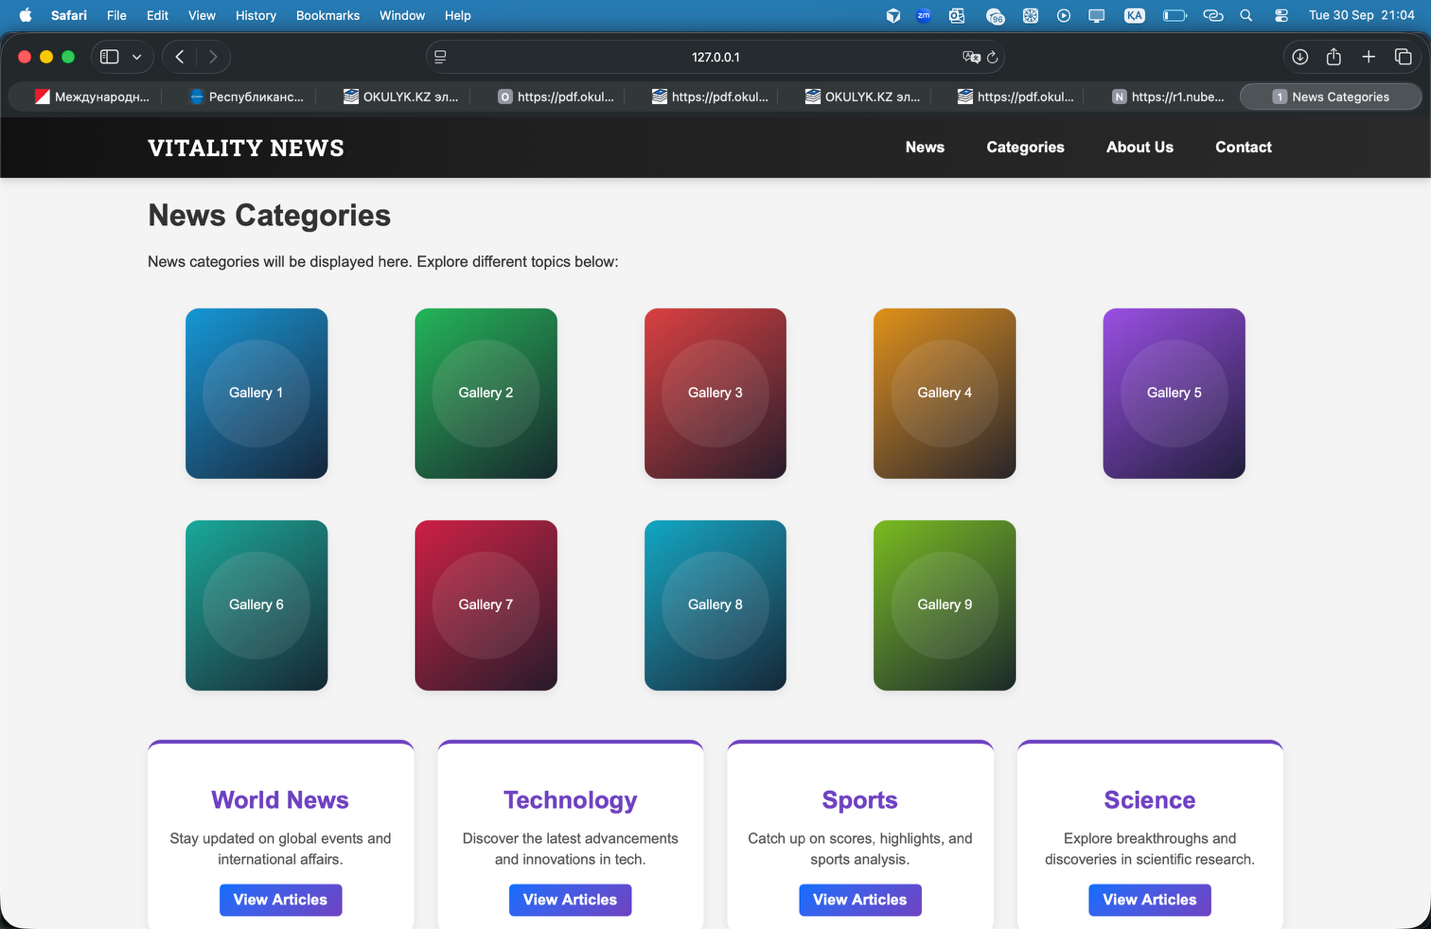 Safari File Edit View History Bookmarks Window Help zm 96 KA Tue 30 Sep 21:04
127.0.0.1
Международн... Республиканс... OKULYK.KZ эл... O https://pdf.okul... https://pdf.okul... OKULYK.KZ эл... https://pdf.okul... N https://r1.nube... 1 News Categories
VITALITY NEWS News Categories About Us Contact
News Categories
News categories will be displayed here. Explore different topics below:
Gallery 1 Gallery 2 Gallery 3 Gallery 4 Gallery 5
Gallery 6 Gallery 7 Gallery 8 Gallery 9
World News
Stay updated on global events and
international affairs.
View Articles
Technology
Discover the latest advancements
and innovations in tech.
View Articles
Sports
Catch up on scores, highlights, and
sports analysis.
View Articles
Science
Explore breakthroughs and
discoveries in scientific research.
View Articles